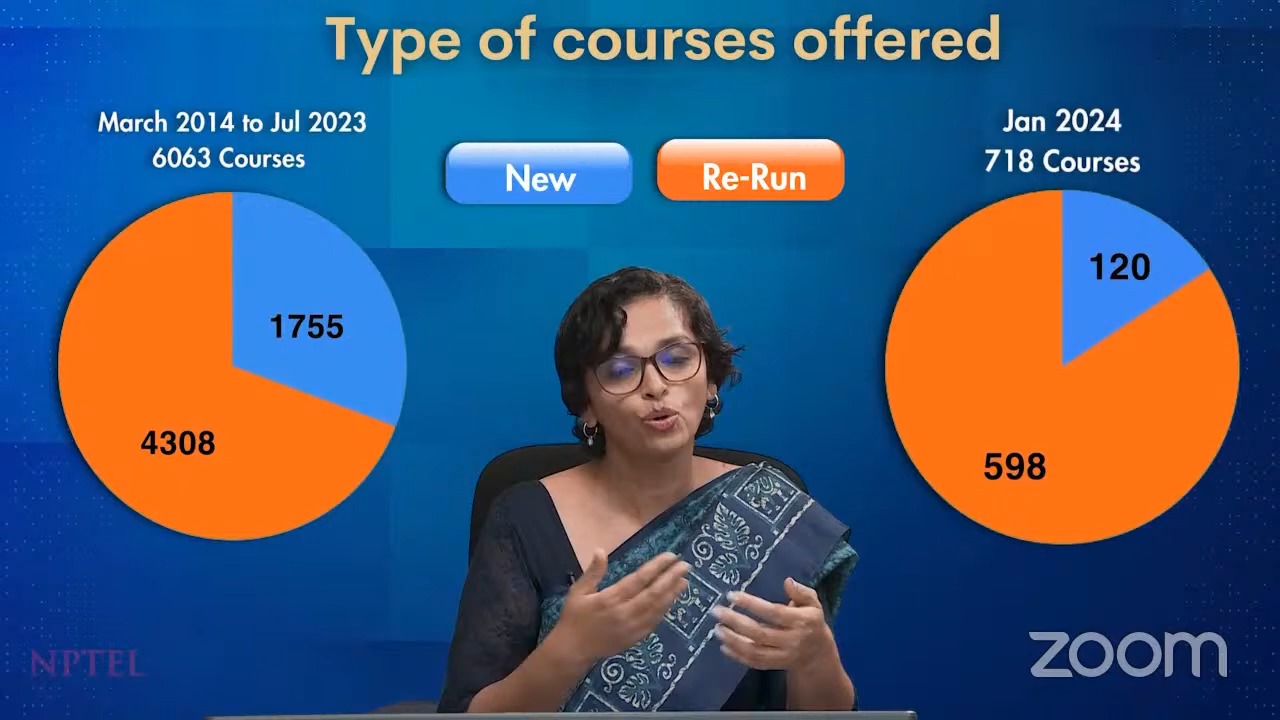 Type of courses offered
March 2014 to Jul 2023
6063 Courses
New
Re-Run
Jan 2024
718 Courses
1755
4308
120
598
NPTEL
zoom